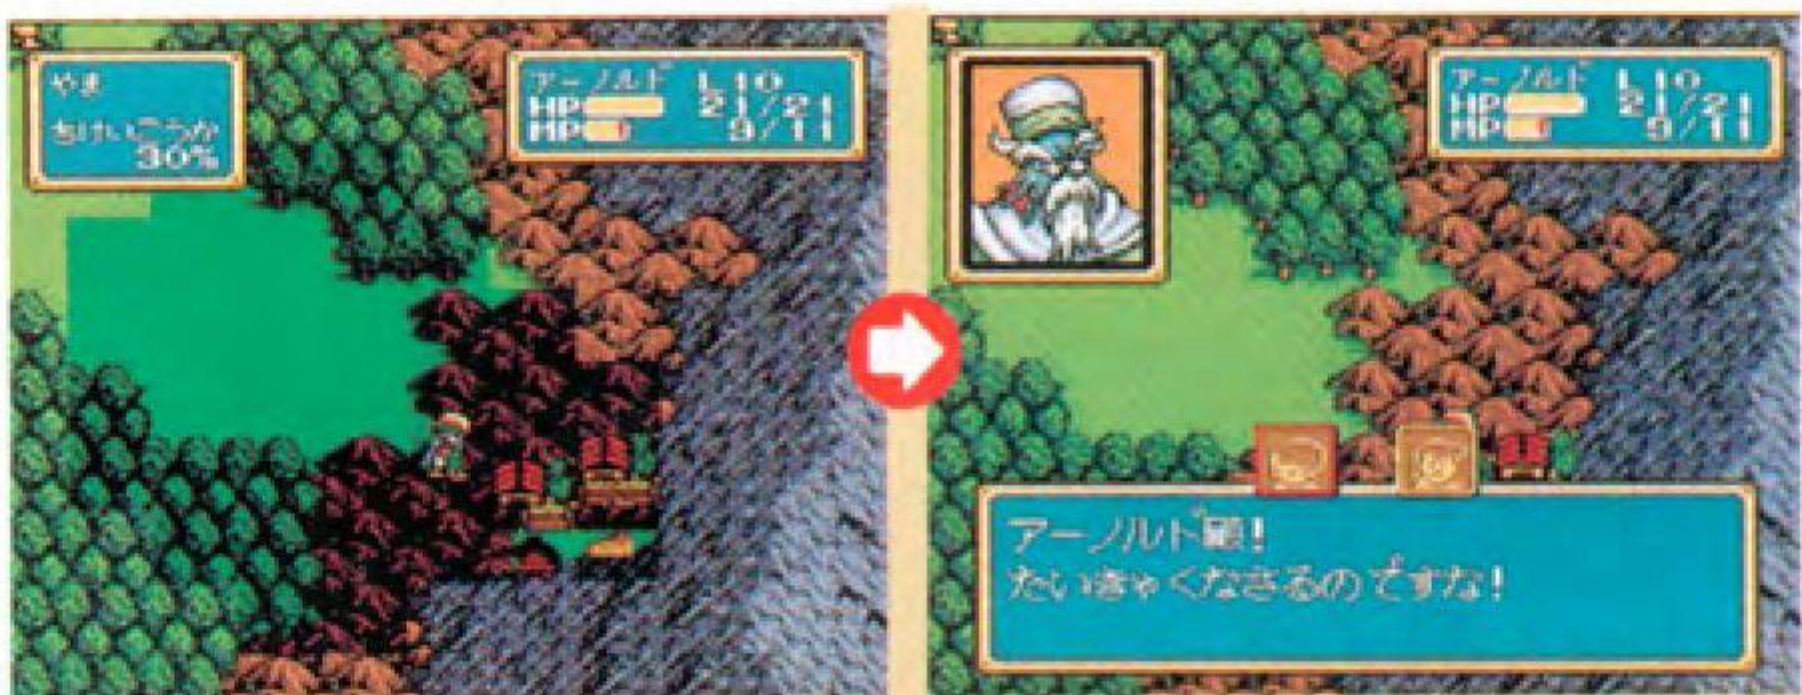 やま
ちけいこうか
30%
アーノルド L10
HP 21/21
MP 9/11
アーノルド L10
HP 21/21
MP 9/11
アーノルド殿!
たいきゃくなさるのですな!